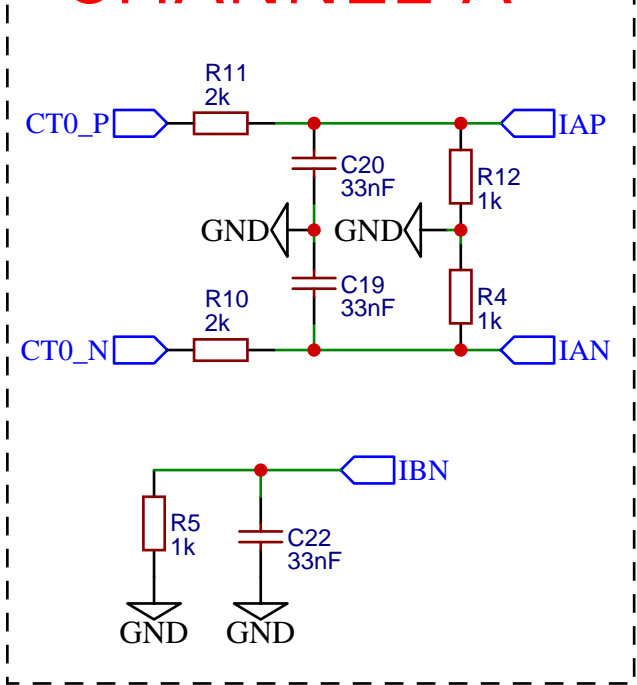 CHANNEL A
R11
2k
CT0_P
IAP
C20
33nF
R12
1k
GND
GND
C19
33nF
R10
2k
R4
1k
CT0_N
IAN
IBN
R5
1k
C22
33nF
GND
GND